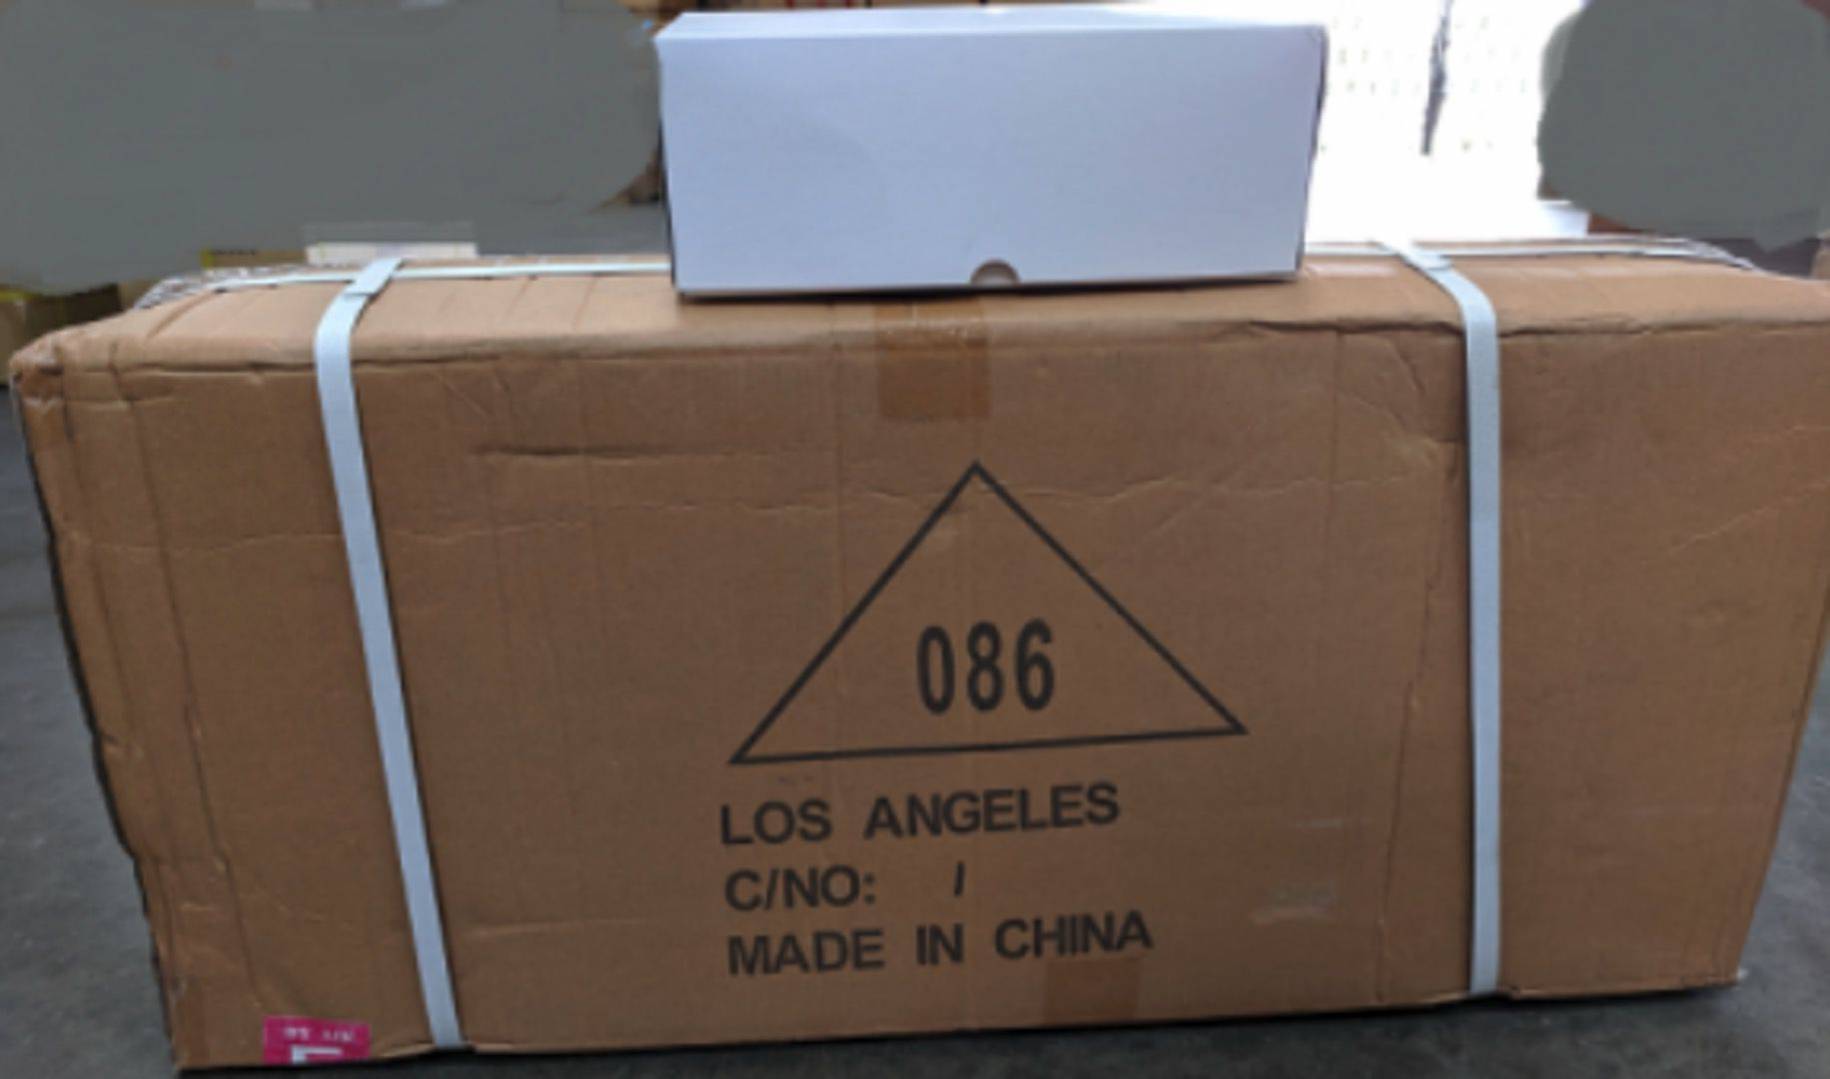 086
LOS ANGELES
C/NO: /
MADE IN CHINA